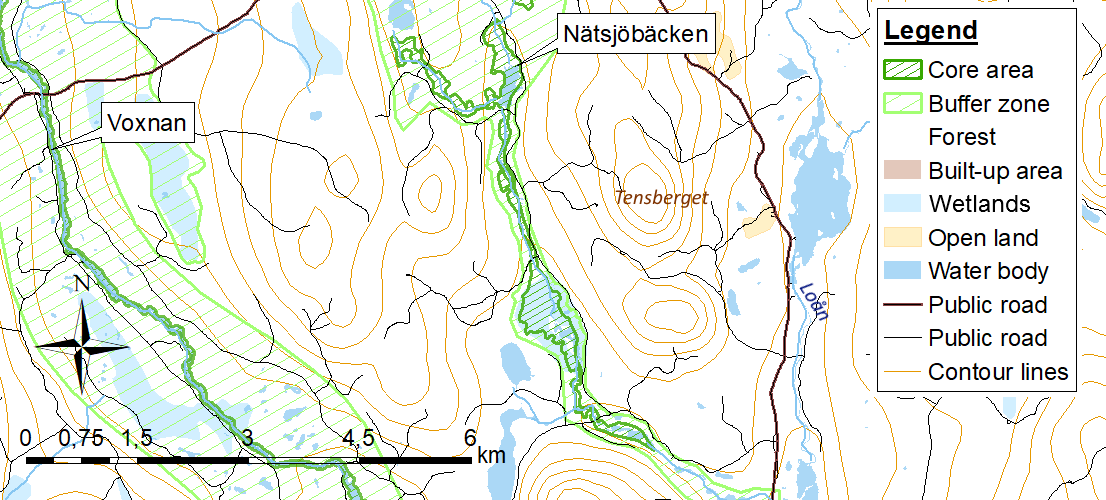 Nätsjöbäcken
Voxnan
Tensberget
Loån
N
0 0,75 1,5 3 4,5 6
km
Legend
Core area
Buffer zone
Forest
Built-up area
Wetlands
Open land
Water body
Public road
Public road
Contour lines